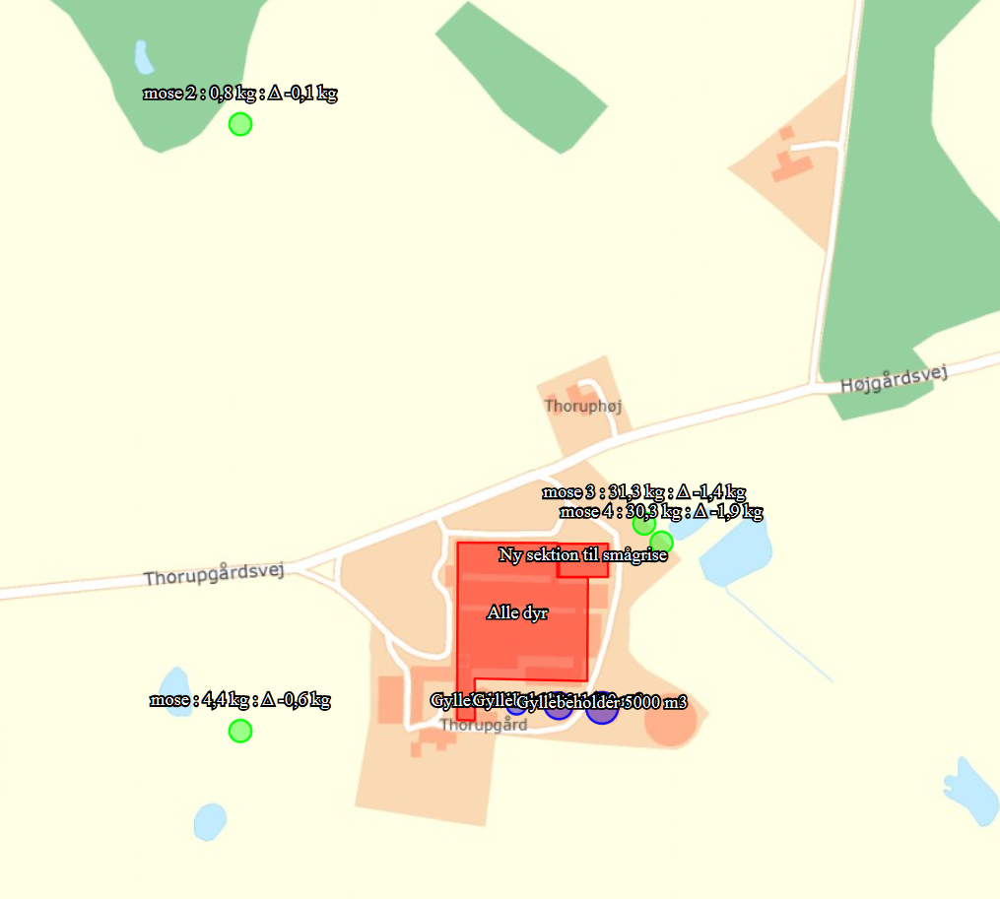 mose 2 : 0,8 kg : Δ -0,1 kg
Højgårdsvej
Thoruphøj
mose 3 : 31,3 kg : Δ -1,4 kg
mose 4 : 30,3 kg : Δ -1,9 kg
Ny sektion til smågrise
Thorupgårdsvej
Alle dyr
mose : 4,4 kg : Δ -0,6 kg
Gyllebeholder 5000 m3
Thorupgård